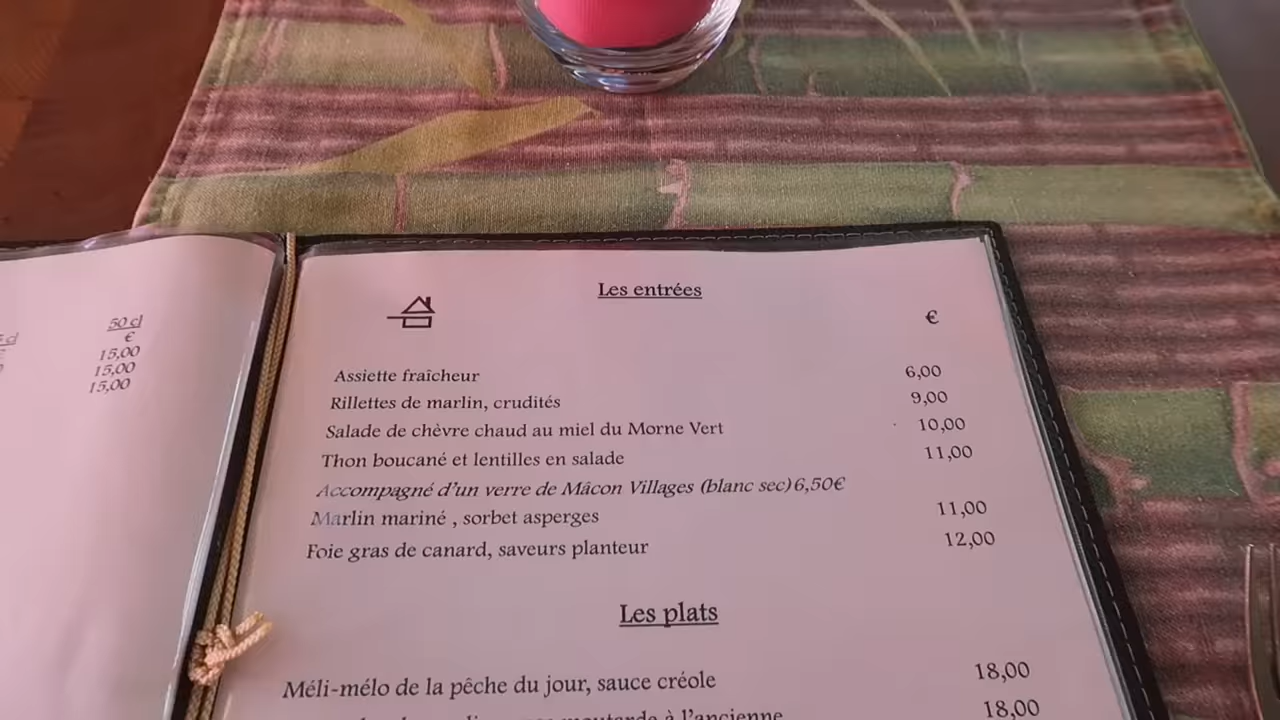 50 cl
€
15,00
15,00
15,00
Les entrées
€
Assiette fraîcheur 6,00
Rillettes de marlin, crudités 9,00
Salade de chèvre chaud au miel du Morne Vert 10,00
Thon boucané et lentilles en salade 11,00
Accompagné d'un verre de Mâcon Villages (blanc sec) 6,50€
Marlin mariné , sorbet asperges 11,00
Foie gras de canard, saveurs planteur 12,00
Les plats
Méli-mélo de la pêche du jour, sauce créole 18,00
moutarde à l'ancienne 18,00